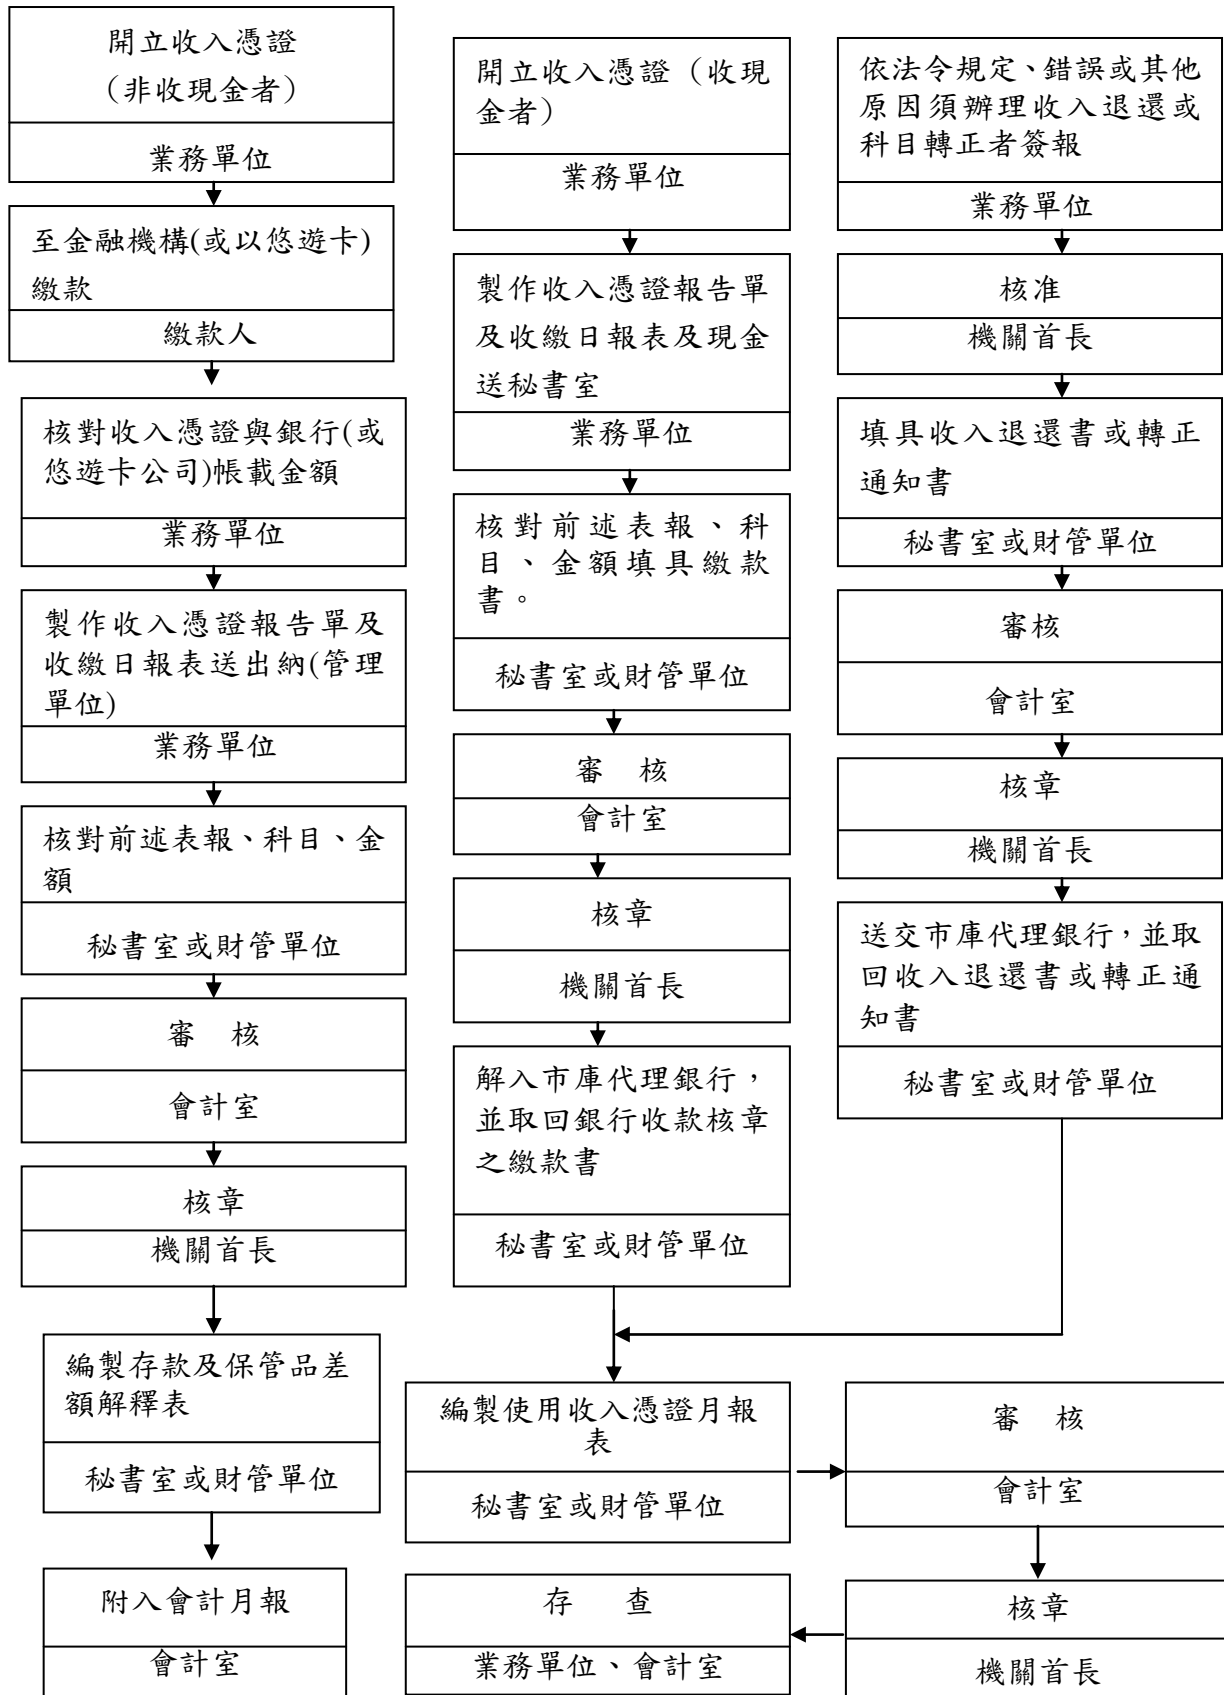 開立收入憑證
（非收現金者）
業務單位
至金融機構(或以悠遊卡)
繳款
繳款人
核對收入憑證與銀行(或
悠遊卡公司)帳載金額
業務單位
製作收入憑證報告單及
收繳日報表送出納(管理
單位)
業務單位
核對前述表報、科目、金
額
秘書室或財管單位
審　核
會計室
核章
機關首長
編製存款及保管品差
額解釋表
秘書室或財管單位
附入會計月報
會計室
開立收入憑證（收現
金者）
業務單位
製作收入憑證報告單
及收繳日報表及現金
送秘書室
業務單位
核對前述表報、科
目、金額填具繳款
書。
秘書室或財管單位
審　核
會計室
核章
機關首長
解入市庫代理銀行，
並取回銀行收款核章
之繳款書
秘書室或財管單位
依法令規定、錯誤或其他
原因須辦理收入退還或
科目轉正者簽報
業務單位
核准
機關首長
填具收入退還書或轉正
通知書
秘書室或財管單位
審核
會計室
核章
機關首長
送交市庫代理銀行，並取
回收入退還書或轉正通
知書
秘書室或財管單位
編製使用收入憑證月報
表
秘書室或財管單位
審　核
會計室
核章
機關首長
存　查
業務單位、會計室